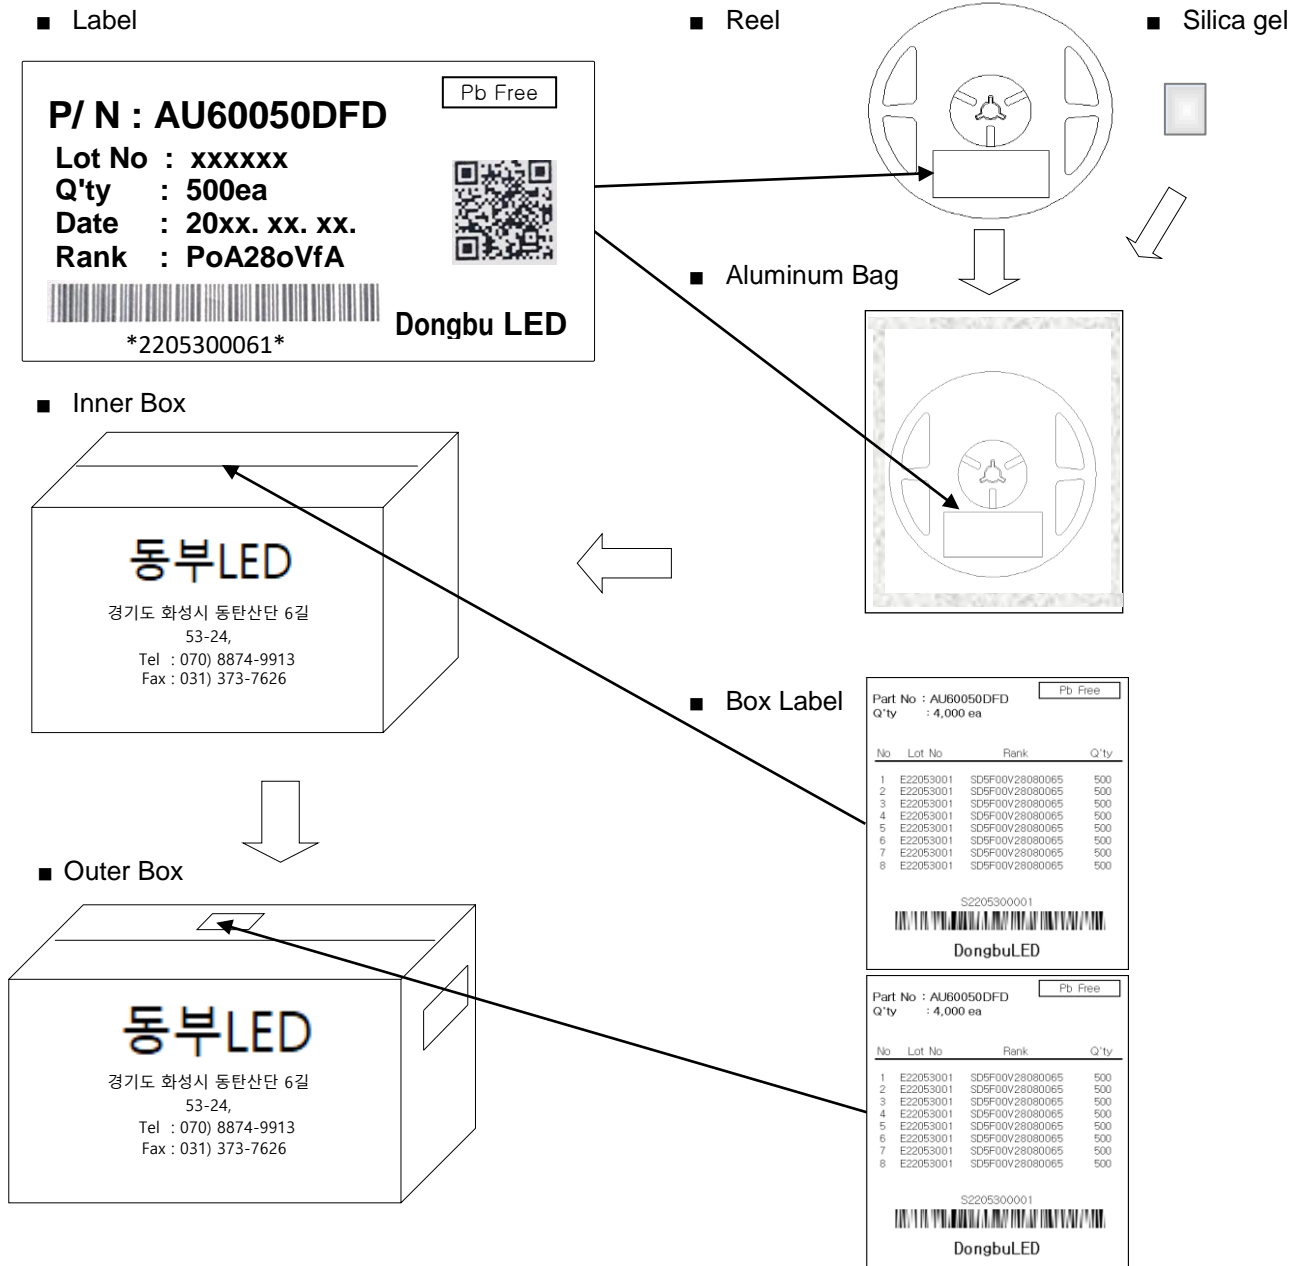 ■ Label
Pb Free
P/ N : AU60050DFD
Lot No : xxxxxx
Q'ty : 500ea
Date : 20xx. xx. xx.
Rank : PoA28oVfA
*2205300061*
Dongbu LED
■ Reel
■ Silica gel
■ Aluminum Bag
■ Inner Box
동부LED
경기도 화성시 동탄산단 6길
53-24,
Tel : 070) 8874-9913
Fax : 031) 373-7626
■ Box Label
Pb Free
Part No : AU60050DFD
Q'ty : 4,000 ea
No Lot No Rank Q'ty
1 E22053001 SD5F00V28080065 500
2 E22053001 SD5F00V28080065 500
3 E22053001 SD5F00V28080065 500
4 E22053001 SD5F00V28080065 500
5 E22053001 SD5F00V28080065 500
6 E22053001 SD5F00V28080065 500
7 E22053001 SD5F00V28080065 500
8 E22053001 SD5F00V28080065 500
S2205300001
DongbuLED
■ Outer Box
동부LED
경기도 화성시 동탄산단 6길
53-24,
Tel : 070) 8874-9913
Fax : 031) 373-7626
Pb Free
Part No : AU60050DFD
Q'ty : 4,000 ea
No Lot No Rank Q'ty
1 E22053001 SD5F00V28080065 500
2 E22053001 SD5F00V28080065 500
3 E22053001 SD5F00V28080065 500
4 E22053001 SD5F00V28080065 500
5 E22053001 SD5F00V28080065 500
6 E22053001 SD5F00V28080065 500
7 E22053001 SD5F00V28080065 500
8 E22053001 SD5F00V28080065 500
S2205300001
DongbuLED